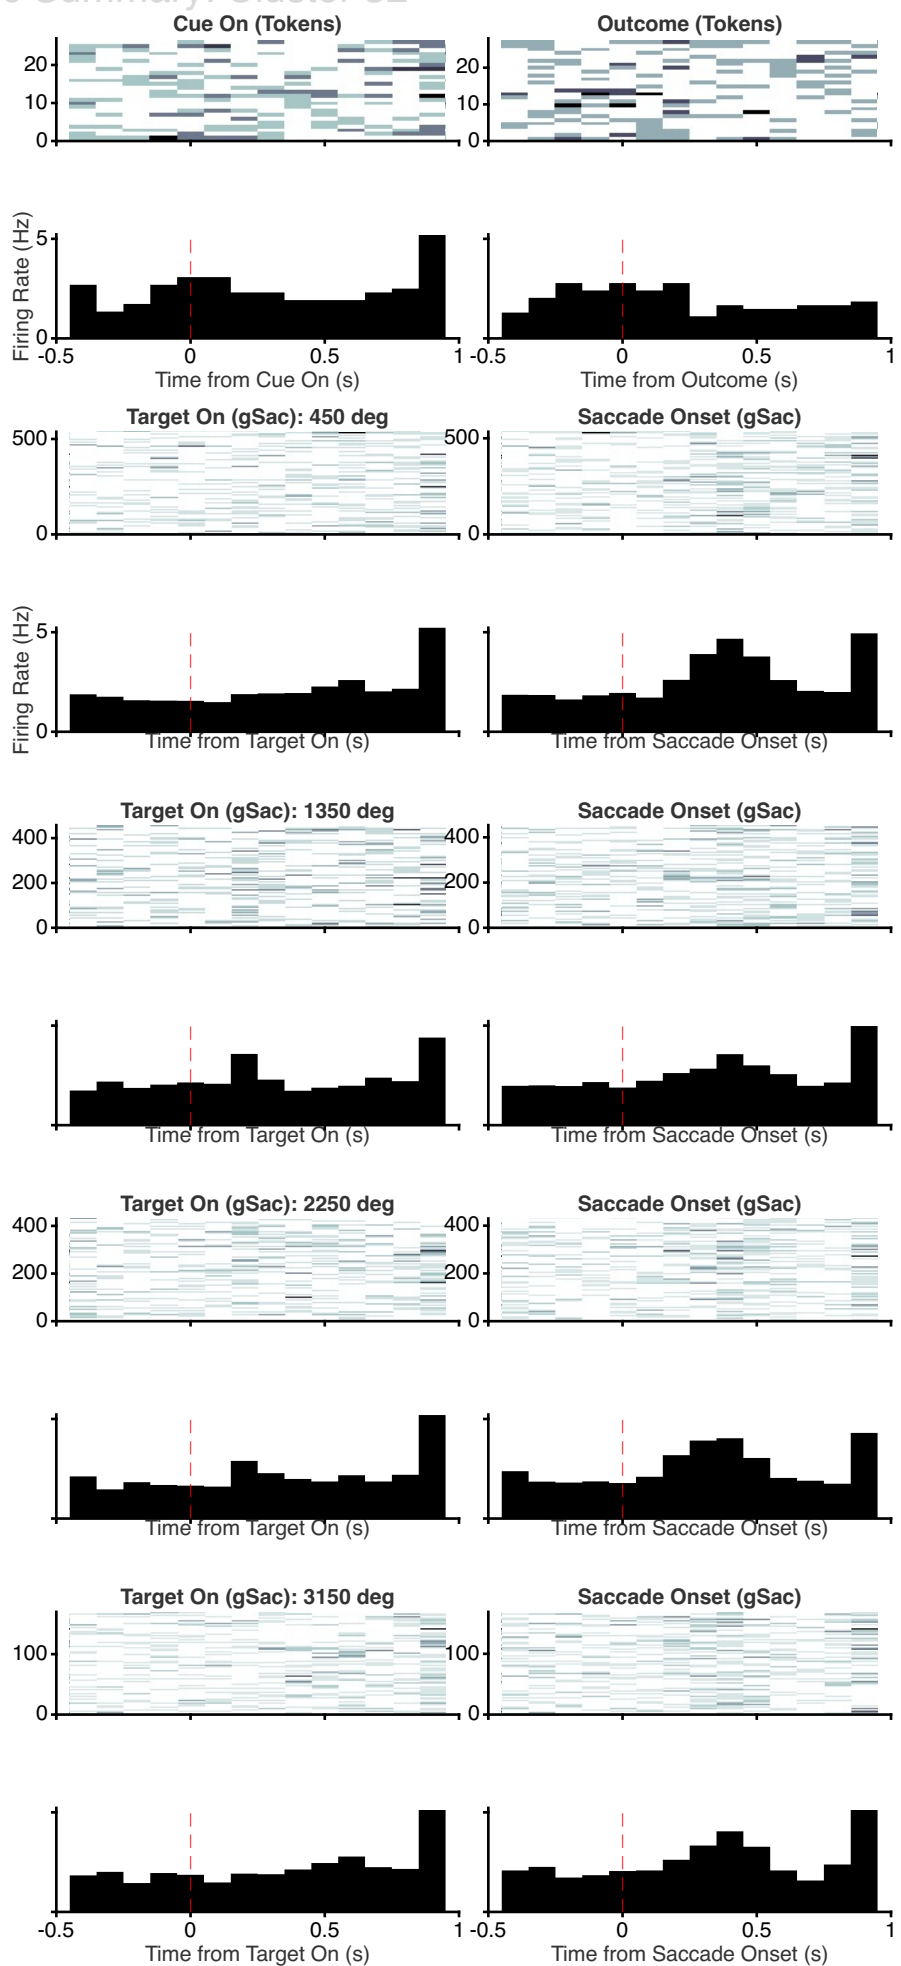 Summary: Cluster
Cue On (Tokens) Outcome (Tokens)
20 20
10 10
0 0
Firing Rate (Hz)
5
0
-0.5 0 0.5 1 -0.5 0 0.5 1
Time from Cue On (s) Time from Outcome (s)
Target On (gSac): 450 deg Saccade Onset (gSac)
500 500
0 0
Firing Rate (Hz)
5
0
Time from Target On (s) Time from Saccade Onset (s)
Target On (gSac): 1350 deg Saccade Onset (gSac)
400 400
200 200
0 0
Time from Target On (s) Time from Saccade Onset (s)
Target On (gSac): 2250 deg Saccade Onset (gSac)
400 400
200 200
0 0
Time from Target On (s) Time from Saccade Onset (s)
Target On (gSac): 3150 deg Saccade Onset (gSac)
100 100
0 0
-0.5 0 0.5 1 -0.5 0 0.5 1
Time from Target On (s) Time from Saccade Onset (s)